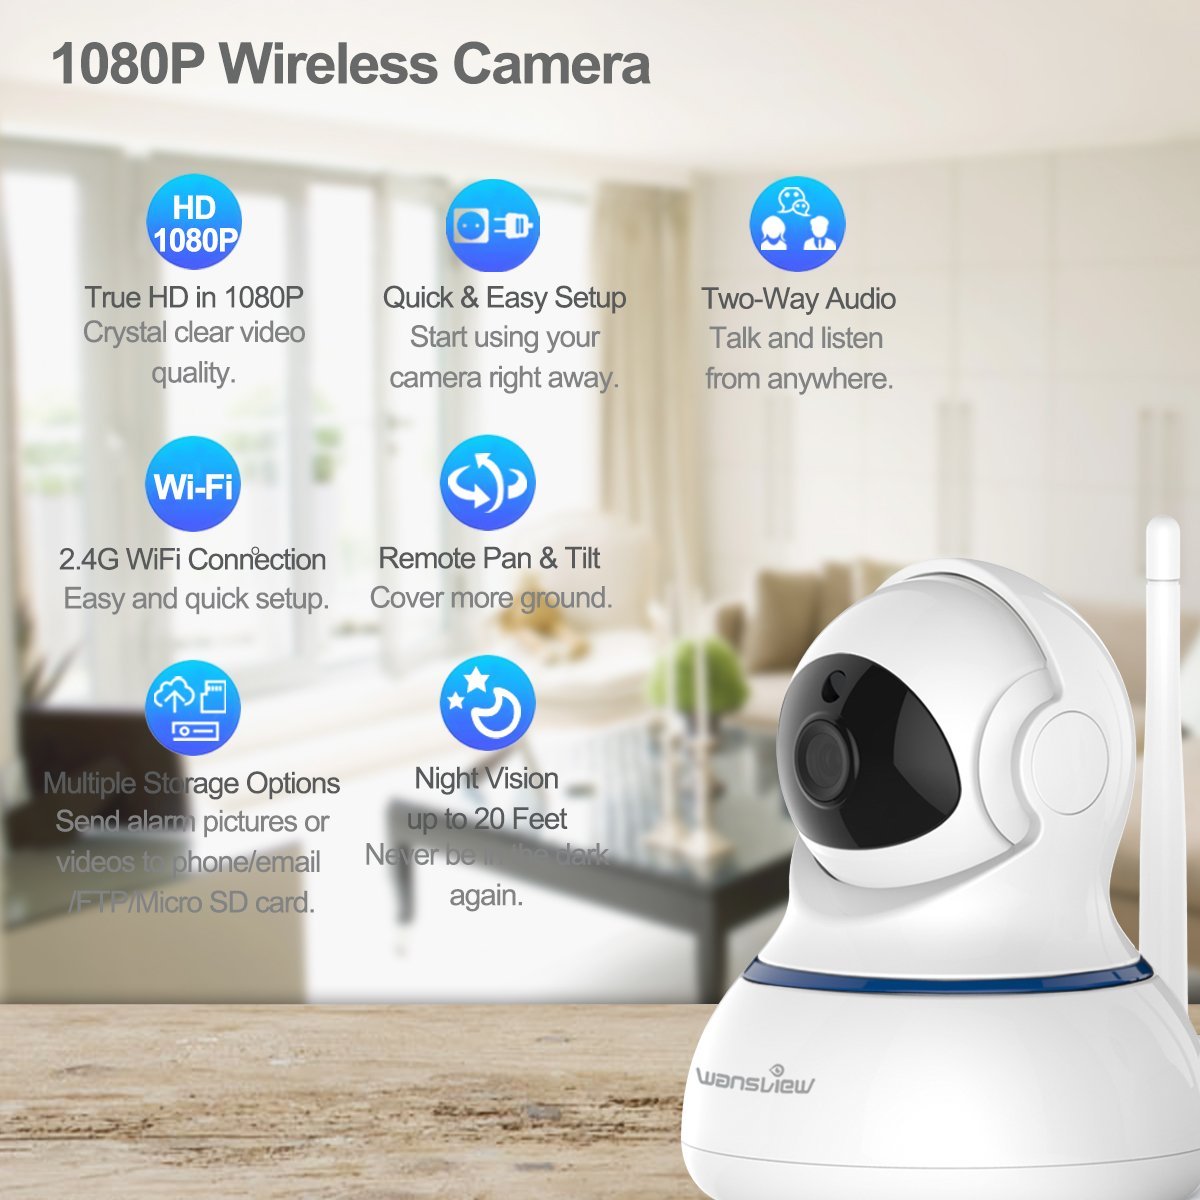 1080P Wireless Camera
HD
1080P
True HD in 1080P
Crystal clear video
quality.
Quick & Easy Setup
Start using your
camera right away.
Two-Way Audio
Talk and listen
from anywhere.
Wi-Fi
2.4G WiFi Connection
Easy and quick setup.
Remote Pan & Tilt
Cover more ground.
Multiple Storage Options
Send alarm pictures or
videos to phone/email
/FTP/Micro SD card.
Night Vision
up to 20 Feet
Never be in the dark
again.
wansview